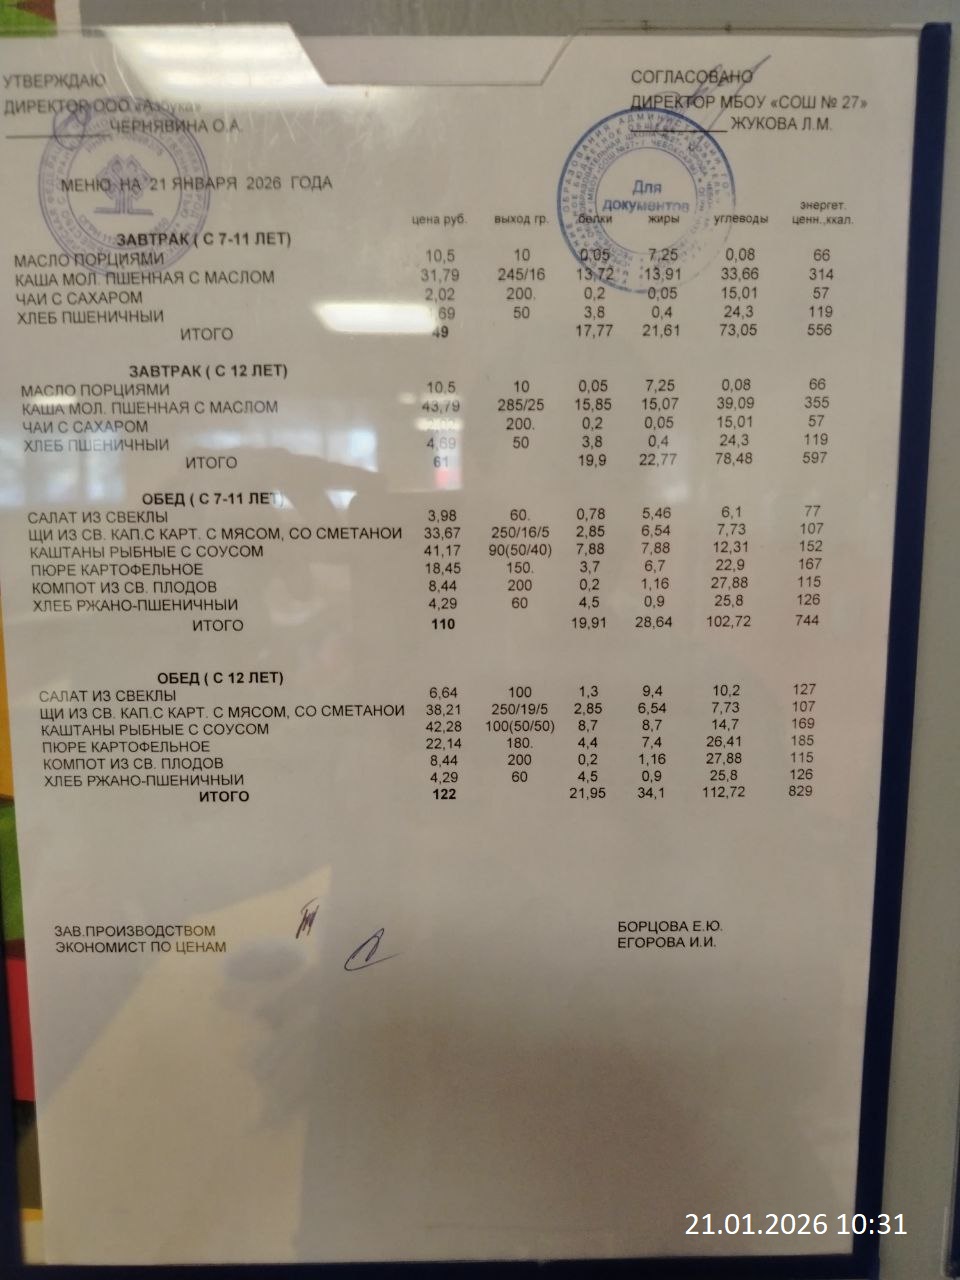 УТВЕРЖДАЮ
СОГЛАСОВАНО
ДИРЕКТОР ООО «Азбука»
ДИРЕКТОР МБОУ «СОШ № 27»
ЧЕРНЯВИНА О.А.
ЖУКОВА Л.М.
Для документов
МЕНЮ НА 21 ЯНВАРЯ 2026 ГОДА
цена руб. выход гр. белки жиры углеводы энергет. ценн.,ккал.
ЗАВТРАК ( С 7-11 ЛЕТ)
МАСЛО ПОРЦИЯМИ 10,5 10 0,05 7,25 0,08 66
КАША МОЛ. ПШЕННАЯ С МАСЛОМ 31,79 245/16 13,72 13,91 33,66 314
ЧАИ С САХАРОМ 2,02 200. 0,2 0,05 15,01 57
ХЛЕБ ПШЕНИЧНЫИ 50 3,8 0,4 24,3 119
ИТОГО 49 17,77 21,61 73,05 556
ЗАВТРАК ( С 12 ЛЕТ)
МАСЛО ПОРЦИЯМИ 10,5 10 0,05 7,25 0,08 66
КАША МОЛ. ПШЕННАЯ С МАСЛОМ 43,79 285/25 15,85 15,07 39,09 355
ЧАИ С САХАРОМ 200. 0,2 0,05 15,01 57
ХЛЕБ ПШЕНИЧНЫИ 4,69 50 3,8 0,4 24,3 119
ИТОГО 61 19,9 22,77 78,48 597
ОБЕД ( С 7-11 ЛЕТ)
САЛАТ ИЗ СВЕКЛЫ 3,98 60. 0,78 5,46 6,1 77
ЩИ ИЗ СВ. КАП.С КАРТ. С МЯСОМ, СО СМЕТАНОИ 33,67 250/16/5 2,85 6,54 7,73 107
КАШТАНЫ РЫБНЫЕ С СОУСОМ 41,17 90(50/40) 7,88 7,88 12,31 152
ПЮРЕ КАРТОФЕЛЬНОЕ 18,45 150. 3,7 6,7 22,9 167
КОМПОТ ИЗ СВ. ПЛОДОВ 8,44 200 0,2 1,16 27,88 115
ХЛЕБ РЖАНО-ПШЕНИЧНЫИ 4,29 60 4,5 0,9 25,8 126
ИТОГО 110 19,91 28,64 102,72 744
ОБЕД ( С 12 ЛЕТ)
САЛАТ ИЗ СВЕКЛЫ 6,64 100 1,3 9,4 10,2 127
ЩИ ИЗ СВ. КАП.С КАРТ. С МЯСОМ, СО СМЕТАНОИ 38,21 250/19/5 2,85 6,54 7,73 107
КАШТАНЫ РЫБНЫЕ С СОУСОМ 42,28 100(50/50) 8,7 8,7 14,7 169
ПЮРЕ КАРТОФЕЛЬНОЕ 22,14 180. 4,4 7,4 26,41 185
КОМПОТ ИЗ СВ. ПЛОДОВ 8,44 200 0,2 1,16 27,88 115
ХЛЕБ РЖАНО-ПШЕНИЧНЫИ 4,29 60 4,5 0,9 25,8 126
ИТОГО 122 21,95 34,1 112,72 829
ЗАВ.ПРОИЗВОДСТВОМ БОРЦОВА Е.Ю.
ЭКОНОМИСТ ПО ЦЕНАМ ЕГОРОВА И.И.
21.01.2026 10:31